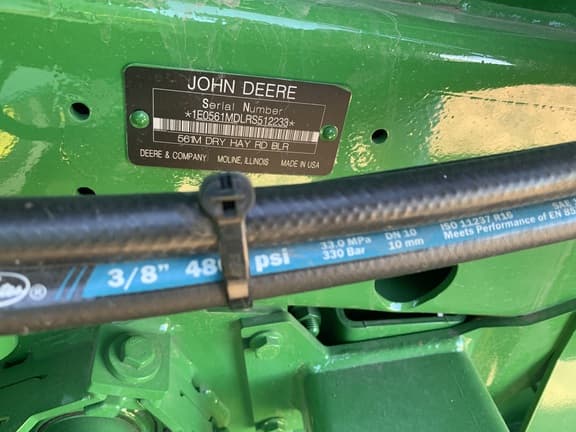 JOHN DEERE
Serial Number
*1E0561MDLRS512233*
561M DRY HAY RD BLR
DEERE & COMPANY MOLINE, ILLINOIS MADE IN USA
3/8" psi 33.0 MPa DN 10 ISO 11237 R16 SAE
330 Bar 10 mm Meets Performance of EN
®